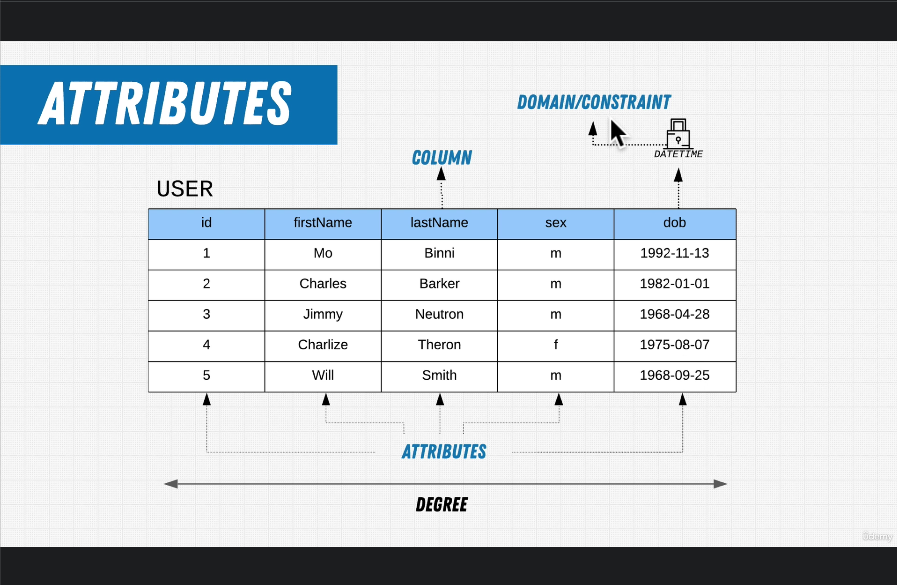 ATTRIBUTES
DOMAIN/CONSTRAINT
DATETIME
COLUMN
USER
id firstName lastName sex dob
1 Mo Binni m 1992-11-13
2 Charles Barker m 1982-01-01
3 Jimmy Neutron m 1968-04-28
4 Charlize Theron f 1975-08-07
5 Will Smith m 1968-09-25
ATTRIBUTES
DEGREE
Udemy